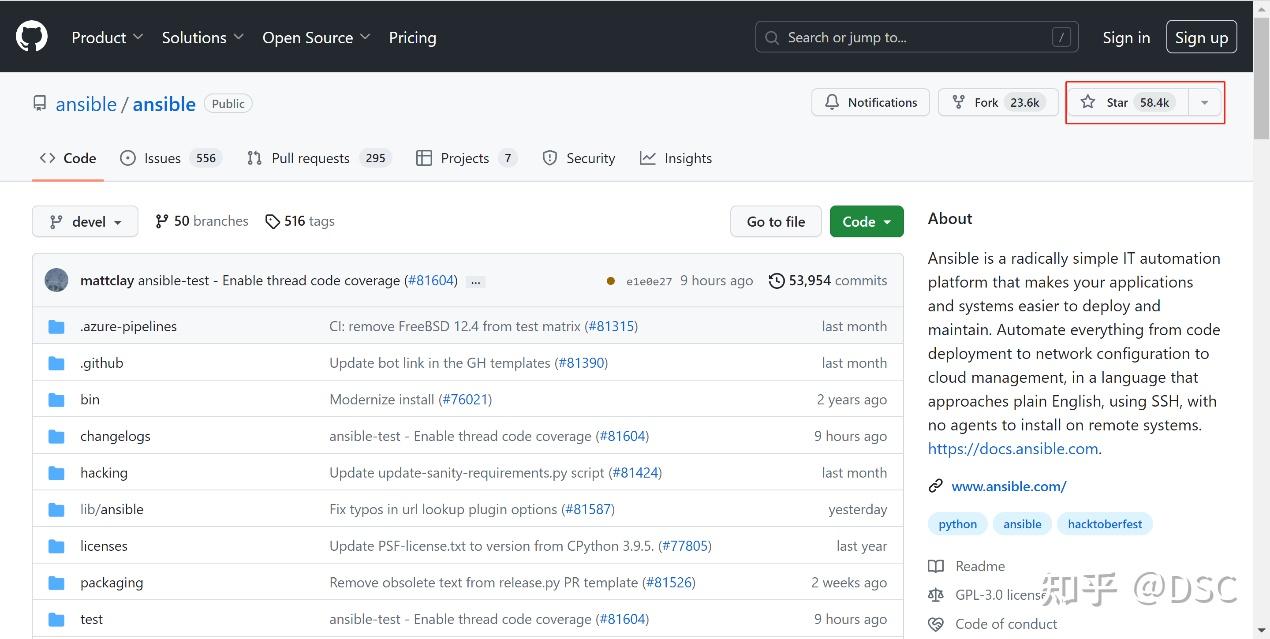 Product Solutions Open Source Pricing Search or jump to... / Sign in Sign up
ansible / ansible Public Notifications Fork 23.6k Star 58.4k
Code Issues 556 Pull requests 295 Projects 7 Security Insights
devel 50 branches 516 tags Go to file Code
mattclay ansible-test - Enable thread code coverage (#81604) ... e1e0e27 9 hours ago 53,954 commits
.azure-pipelines CI: remove FreeBSD 12.4 from test matrix (#81315) last month
.github Update bot link in the GH templates (#81390) last month
bin Modernize install (#76021) 2 years ago
changelogs ansible-test - Enable thread code coverage (#81604) 9 hours ago
hacking Update update-sanity-requirements.py script (#81424) last month
lib/ansible Fix typos in url lookup plugin options (#81587) yesterday
licenses Update PSF-license.txt to version from CPython 3.9.5. (#77805) last year
packaging Remove obsolete text from release.py PR template (#81526) 2 weeks ago
test ansible-test - Enable thread code coverage (#81604) 9 hours ago
About
Ansible is a radically simple IT automation
platform that makes your applications
and systems easier to deploy and
maintain. Automate everything from code
deployment to network configuration to
cloud management, in a language that
approaches plain English, using SSH, with
no agents to install on remote systems.
https://docs.ansible.com.
www.ansible.com/
python ansible hacktoberfest
Readme
GPL-3.0 license
Code of conduct
知乎 @DSC